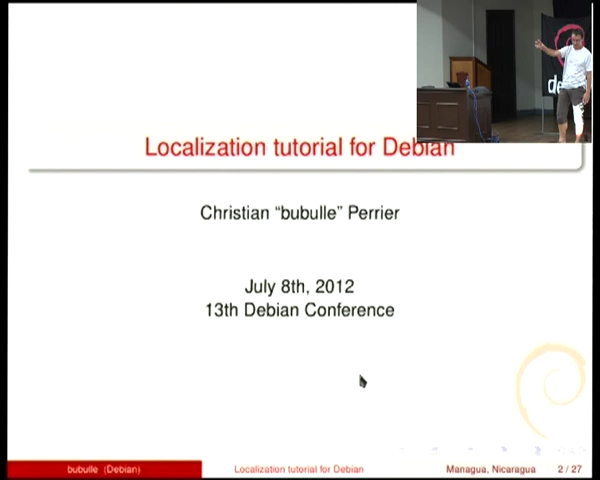 de
Localization tutorial for Debian
Christian “bubulle” Perrier
July 8th, 2012
13th Debian Conference
bubulle (Debian)
Localization tutorial for Debian
Managua, Nicaragua
2 / 27